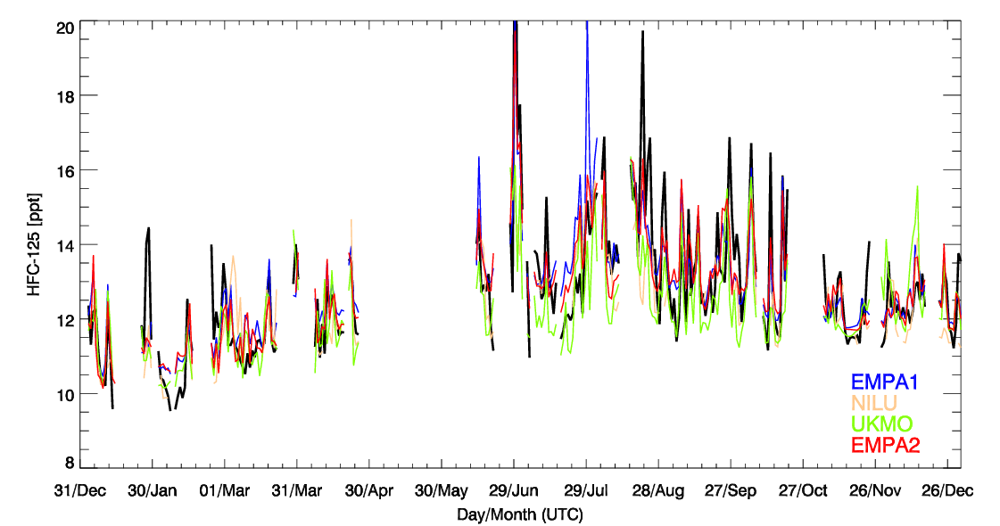 20
18
16
14
12
10
8
HFC-125 [ppt]
EMPA1
NILU
UKMO
EMPA2
31/Dec 30/Jan 01/Mar 31/Mar 30/Apr 30/May 29/Jun 29/Jul 28/Aug 27/Sep 27/Oct 26/Nov 26/Dec
Day/Month (UTC)